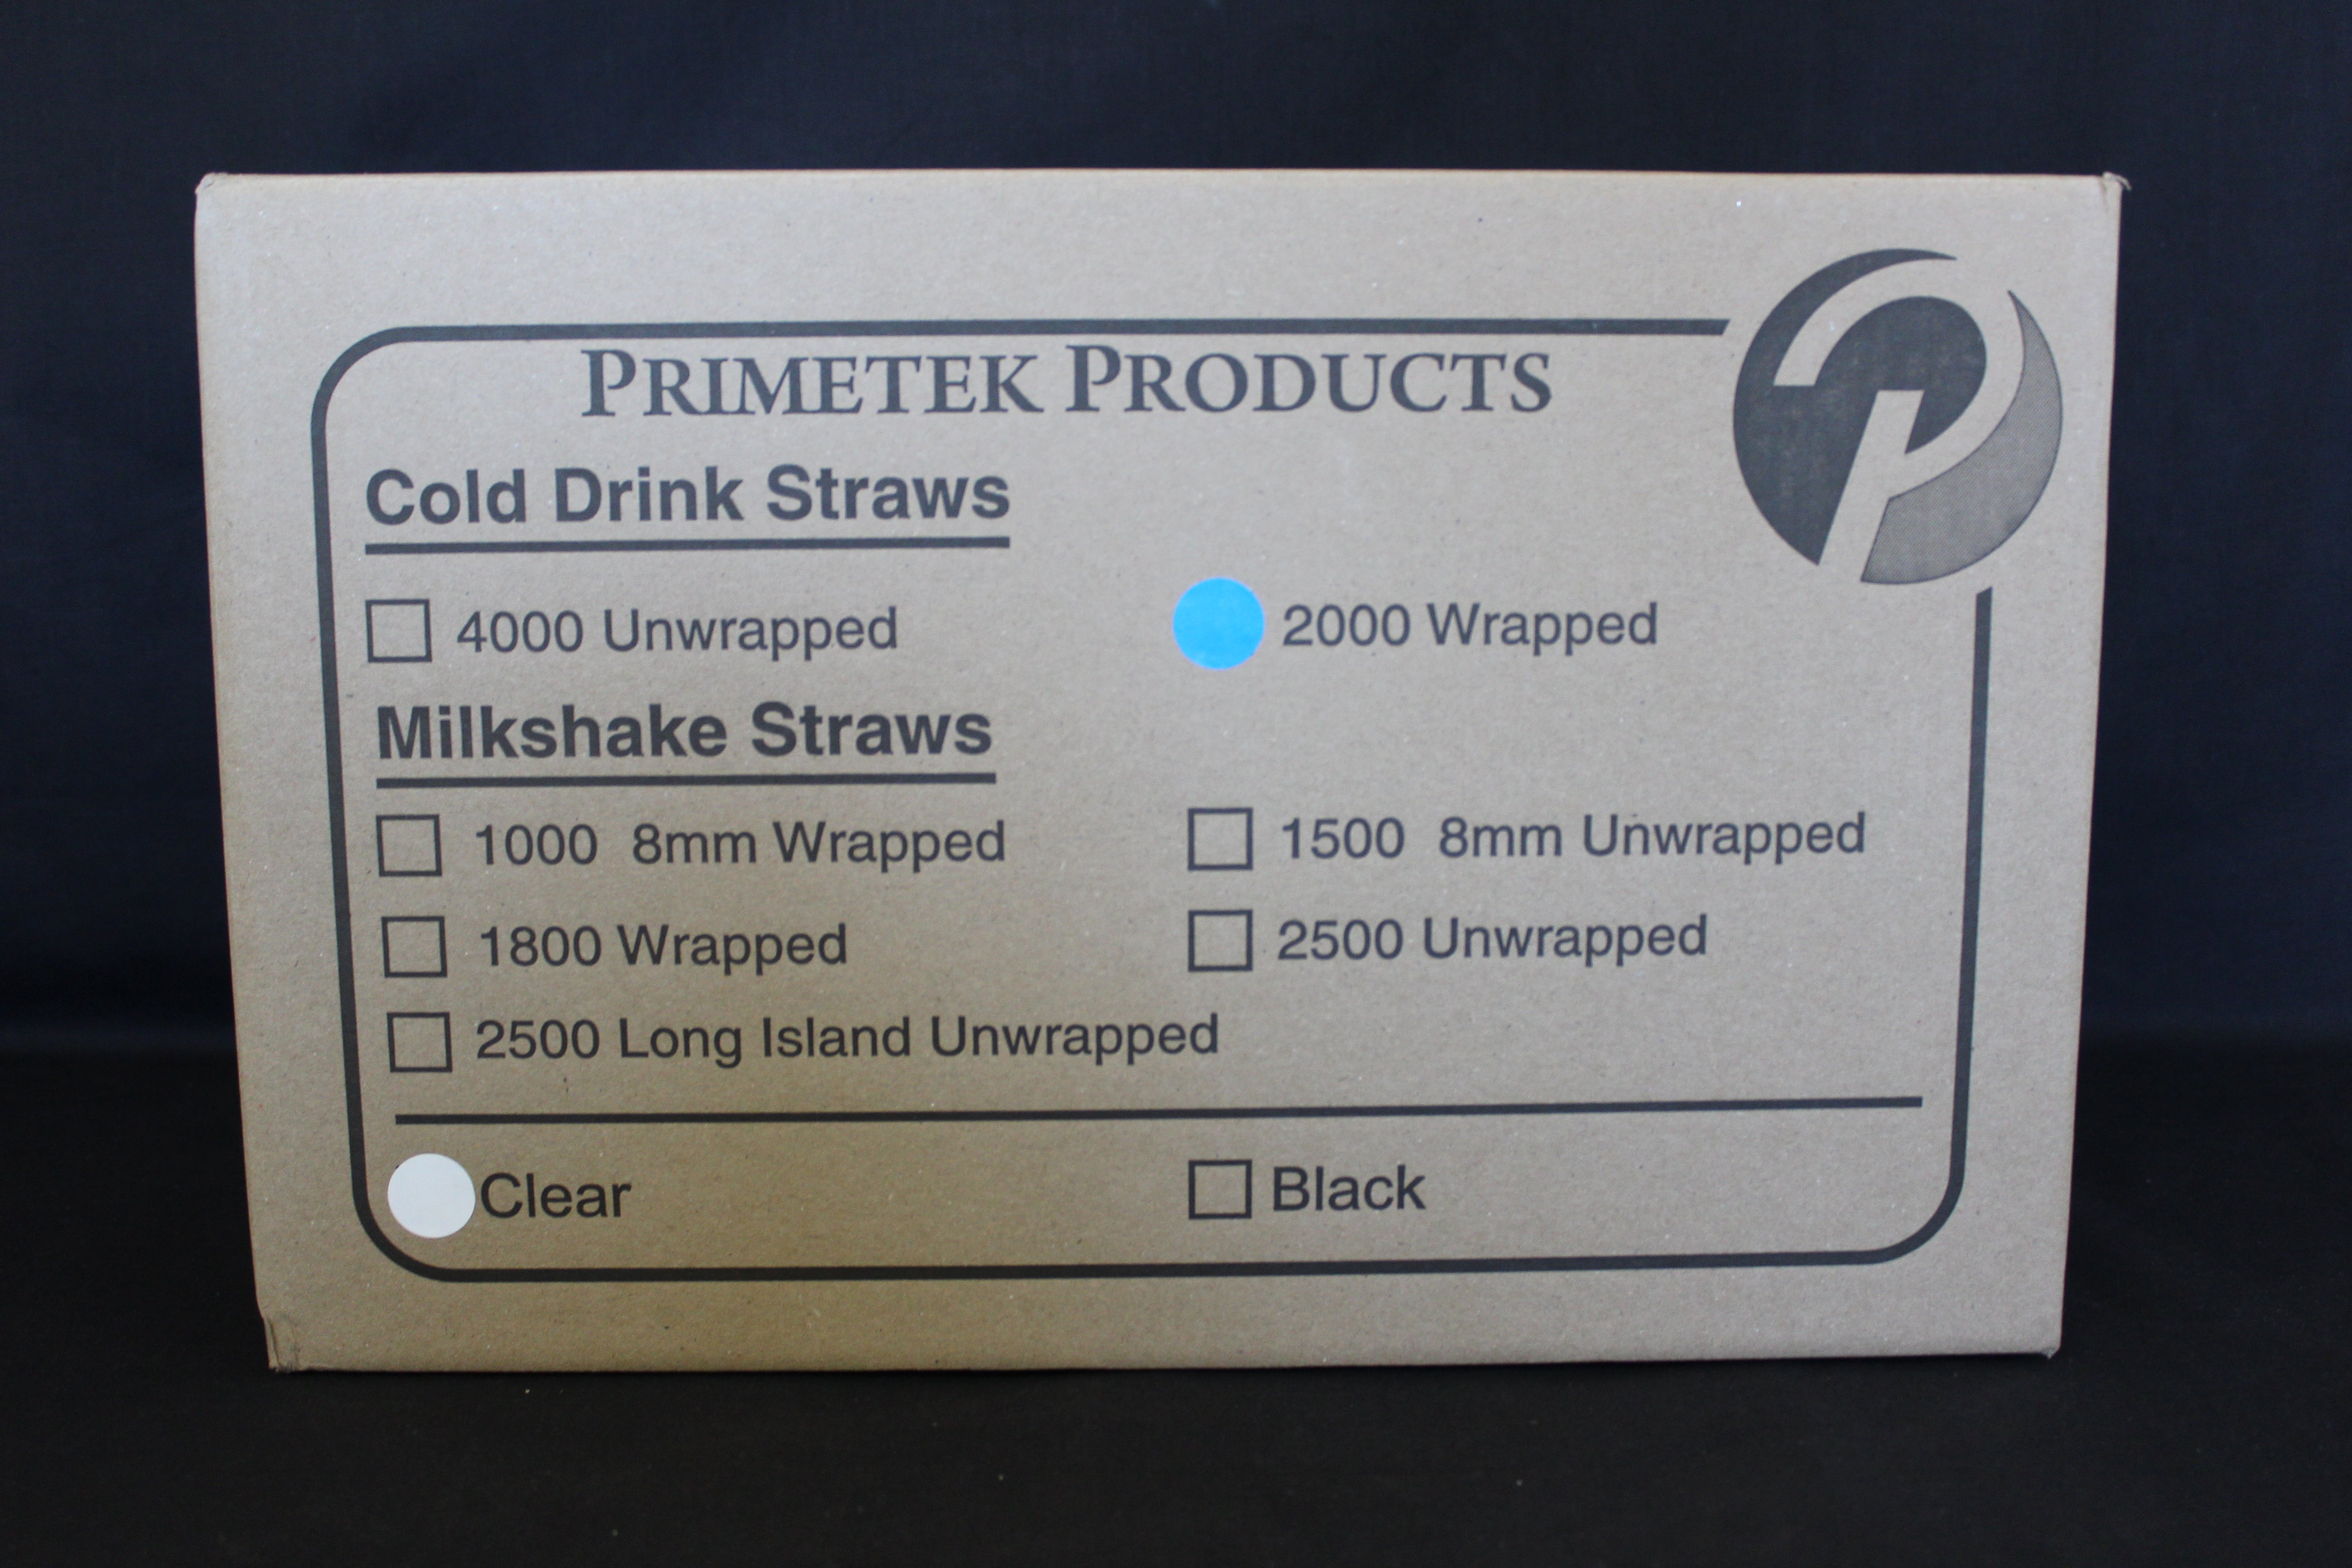 PRIMETEK PRODUCTS
Cold Drink Straws
4000 Unwrapped 2000 Wrapped
Milkshake Straws
1000 8mm Wrapped 1500 8mm Unwrapped
1800 Wrapped 2500 Unwrapped
2500 Long Island Unwrapped
Clear Black